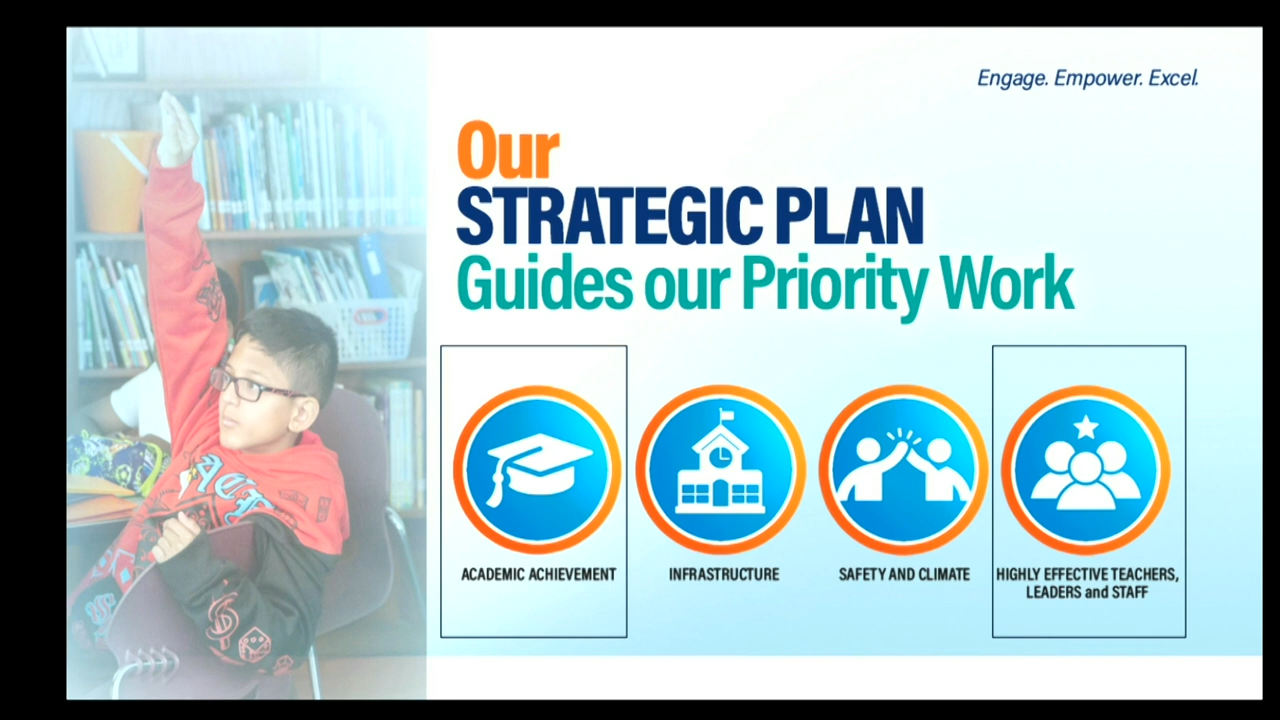 Engage. Empower. Excel.
Our
STRATEGIC PLAN
Guides our Priority Work
ACADEMIC ACHIEVEMENT
INFRASTRUCTURE
SAFETY AND CLIMATE
HIGHLY EFFECTIVE TEACHERS,
LEADERS and STAFF